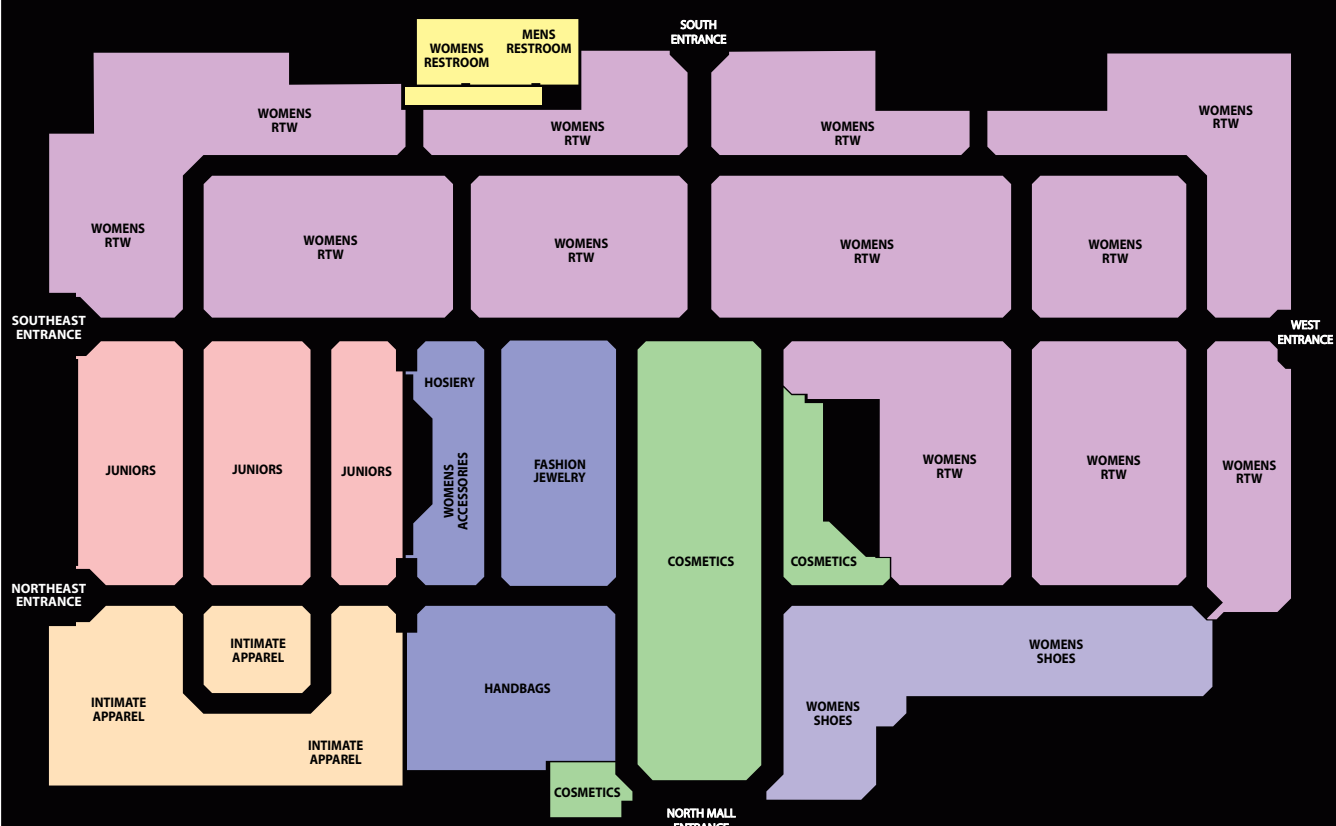 SOUTH
ENTRANCE
MENS
RESTROOM
WOMENS
RESTROOM
WOMENS
RTW
WOMENS
RTW
WOMENS
RTW
WOMENS
RTW
WOMENS
RTW
WOMENS
RTW
WOMENS
RTW
WOMENS
RTW
WOMENS
RTW
SOUTHEAST
ENTRANCE
WEST
ENTRANCE
HOSIERY
JUNIORS
JUNIORS
JUNIORS
WOMENS
ACCESSORIES
FASHION
JEWELRY
WOMENS
RTW
WOMENS
RTW
WOMENS
RTW
COSMETICS
COSMETICS
NORTHEAST
ENTRANCE
INTIMATE
APPAREL
WOMENS
SHOES
HANDBAGS
INTIMATE
APPAREL
WOMENS
SHOES
INTIMATE
APPAREL
COSMETICS
NORTH MALL
ENTRANCE